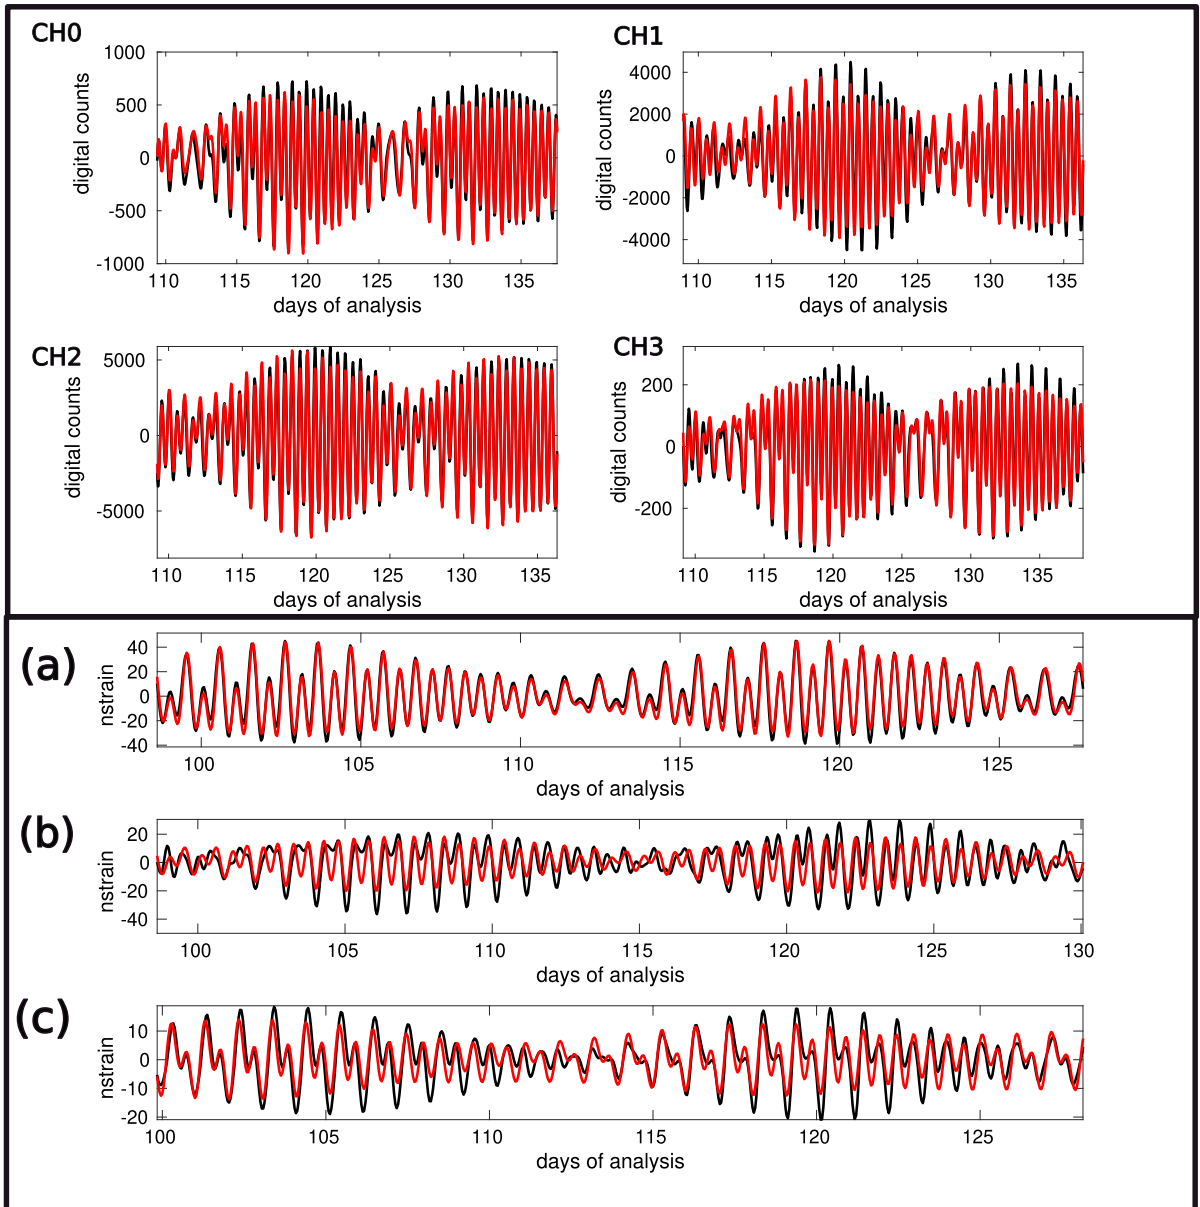 CH0
1000
500
0
-500
-1000
digital counts
110 115 120 125 130 135
days of analysis
CH1
4000
2000
0
-2000
-4000
digital counts
110 115 120 125 130 135
days of analysis
CH2
5000
0
-5000
digital counts
110 115 120 125 130 135
days of analysis
CH3
200
0
-200
digital counts
110 115 120 125 130 135
days of analysis
(a)
40
20
0
-20
-40
nstrain
100 105 110 115 120 125
days of analysis
(b)
20
0
-20
-40
nstrain
100 105 110 115 120 125 130
days of analysis
(c)
10
0
-10
-20
nstrain
100 105 110 115 120 125
days of analysis